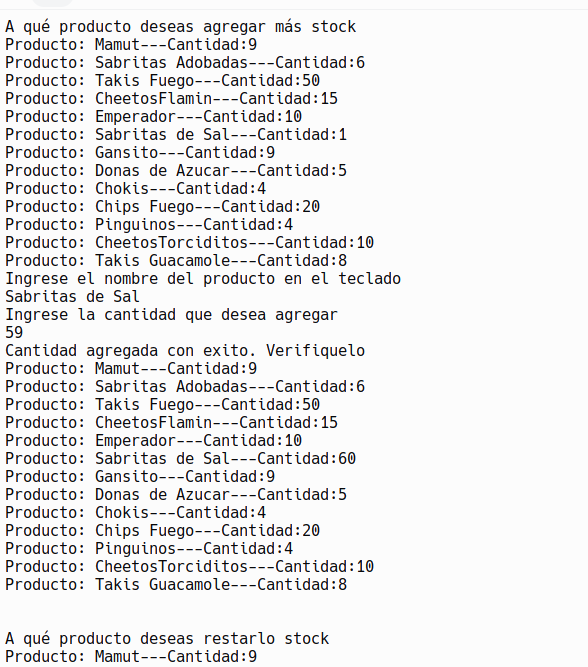 A qué producto deseas agregar más stock
Producto: Mamut---Cantidad:9
Producto: Sabritas Adobadas---Cantidad:6
Producto: Takis Fuego---Cantidad:50
Producto: CheetosFlamin---Cantidad:15
Producto: Emperador---Cantidad:10
Producto: Sabritas de Sal---Cantidad:1
Producto: Gansito---Cantidad:9
Producto: Donas de Azucar---Cantidad:5
Producto: Chokis---Cantidad:4
Producto: Chips Fuego---Cantidad:20
Producto: Pinguinos---Cantidad:4
Producto: CheetosTorciditos---Cantidad:10
Producto: Takis Guacamole---Cantidad:8
Ingrese el nombre del producto en el teclado
Sabritas de Sal
Ingrese la cantidad que desea agregar
59
Cantidad agregada con exito. Verifiquelo
Producto: Mamut---Cantidad:9
Producto: Sabritas Adobadas---Cantidad:6
Producto: Takis Fuego---Cantidad:50
Producto: CheetosFlamin---Cantidad:15
Producto: Emperador---Cantidad:10
Producto: Sabritas de Sal---Cantidad:60
Producto: Gansito---Cantidad:9
Producto: Donas de Azucar---Cantidad:5
Producto: Chokis---Cantidad:4
Producto: Chips Fuego---Cantidad:20
Producto: Pinguinos---Cantidad:4
Producto: CheetosTorciditos---Cantidad:10
Producto: Takis Guacamole---Cantidad:8
A qué producto deseas restarlo stock
Producto: Mamut---Cantidad:9